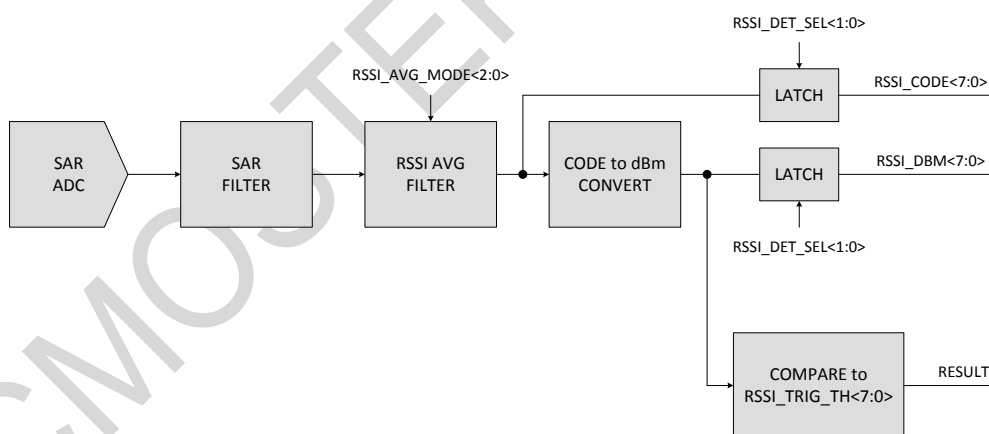 RSSI_DET_SEL<1:0>
RSSI_AVG_MODE<2:0>
LATCH
RSSI_CODE<7:0>
SAR
ADC
SAR
FILTER
RSSI AVG
FILTER
CODE to dBm
CONVERT
LATCH
RSSI_DBM<7:0>
RSSI_DET_SEL<1:0>
COMPARE to
RSSI_TRIG_TH<7:0>
RESULT